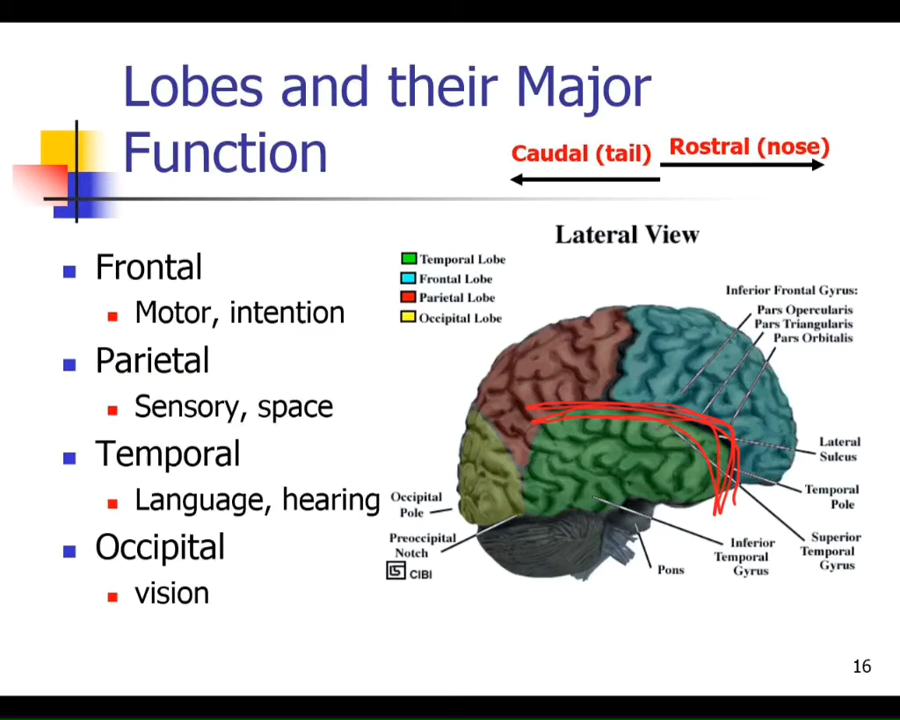 Lobes and their Major
Function
Caudal (tail)
Rostral (nose)
Frontal
Motor, intention
Parietal
Sensory, space
Temporal
Language, hearing
Occipital
vision
Lateral View
Temporal Lobe
Frontal Lobe
Parietal Lobe
Occipital Lobe
Inferior Frontal Gyrus:
Pars Opercularis
Pars Triangularis
Pars Orbitalis
Lateral
Sulcus
Temporal
Pole
Superior
Temporal
Gyrus
Inferior
Temporal
Gyrus
Pons
Occipital
Pole
Preoccipital
Notch
CIBI
16